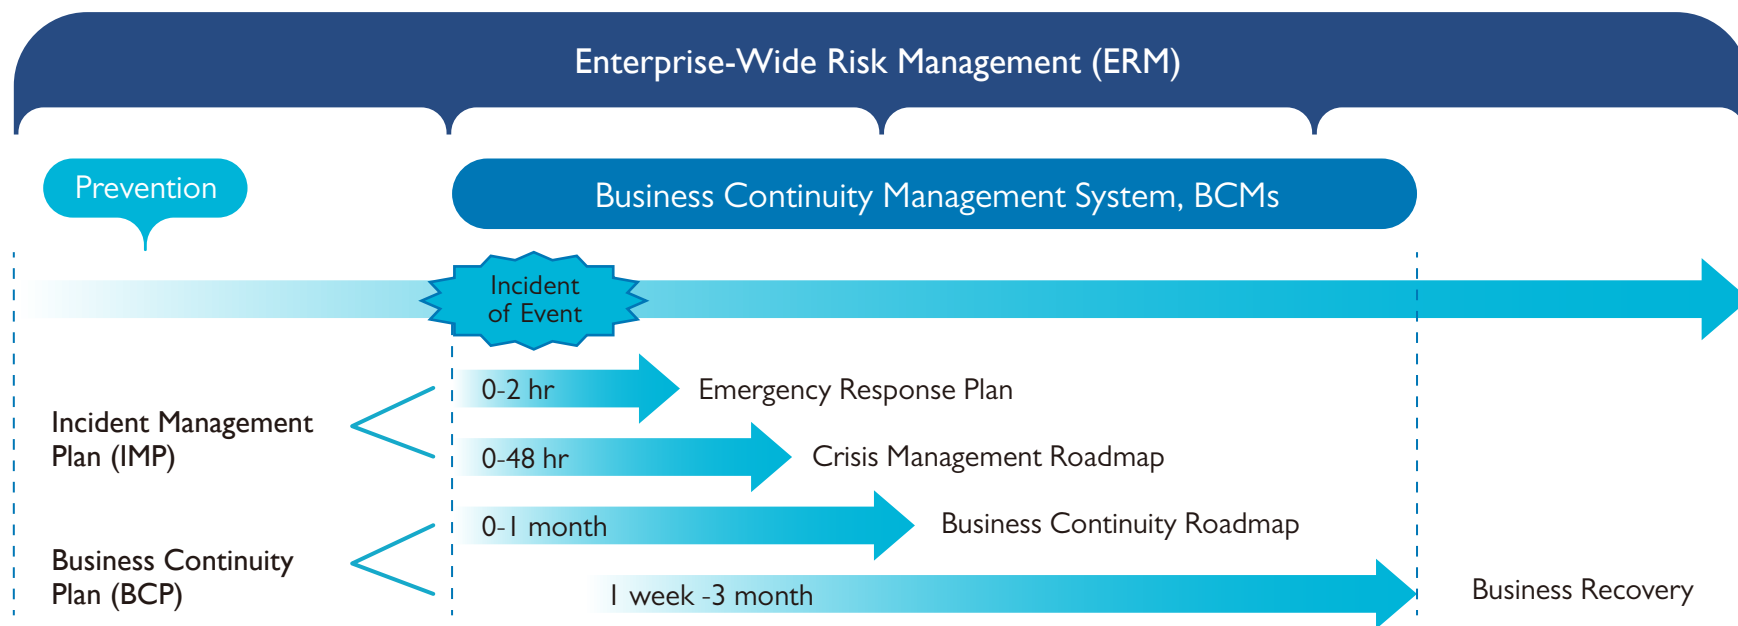 Enterprise-Wide Risk Management (ERM)
Prevention
Business Continuity Management System, BCMs
Incident
of Event
Incident Management
Plan (IMP)
0-2 hr
Emergency Response Plan
0-48 hr
Crisis Management Roadmap
Business Continuity
Plan (BCP)
0-1 month
Business Continuity Roadmap
1 week -3 month
Business Recovery